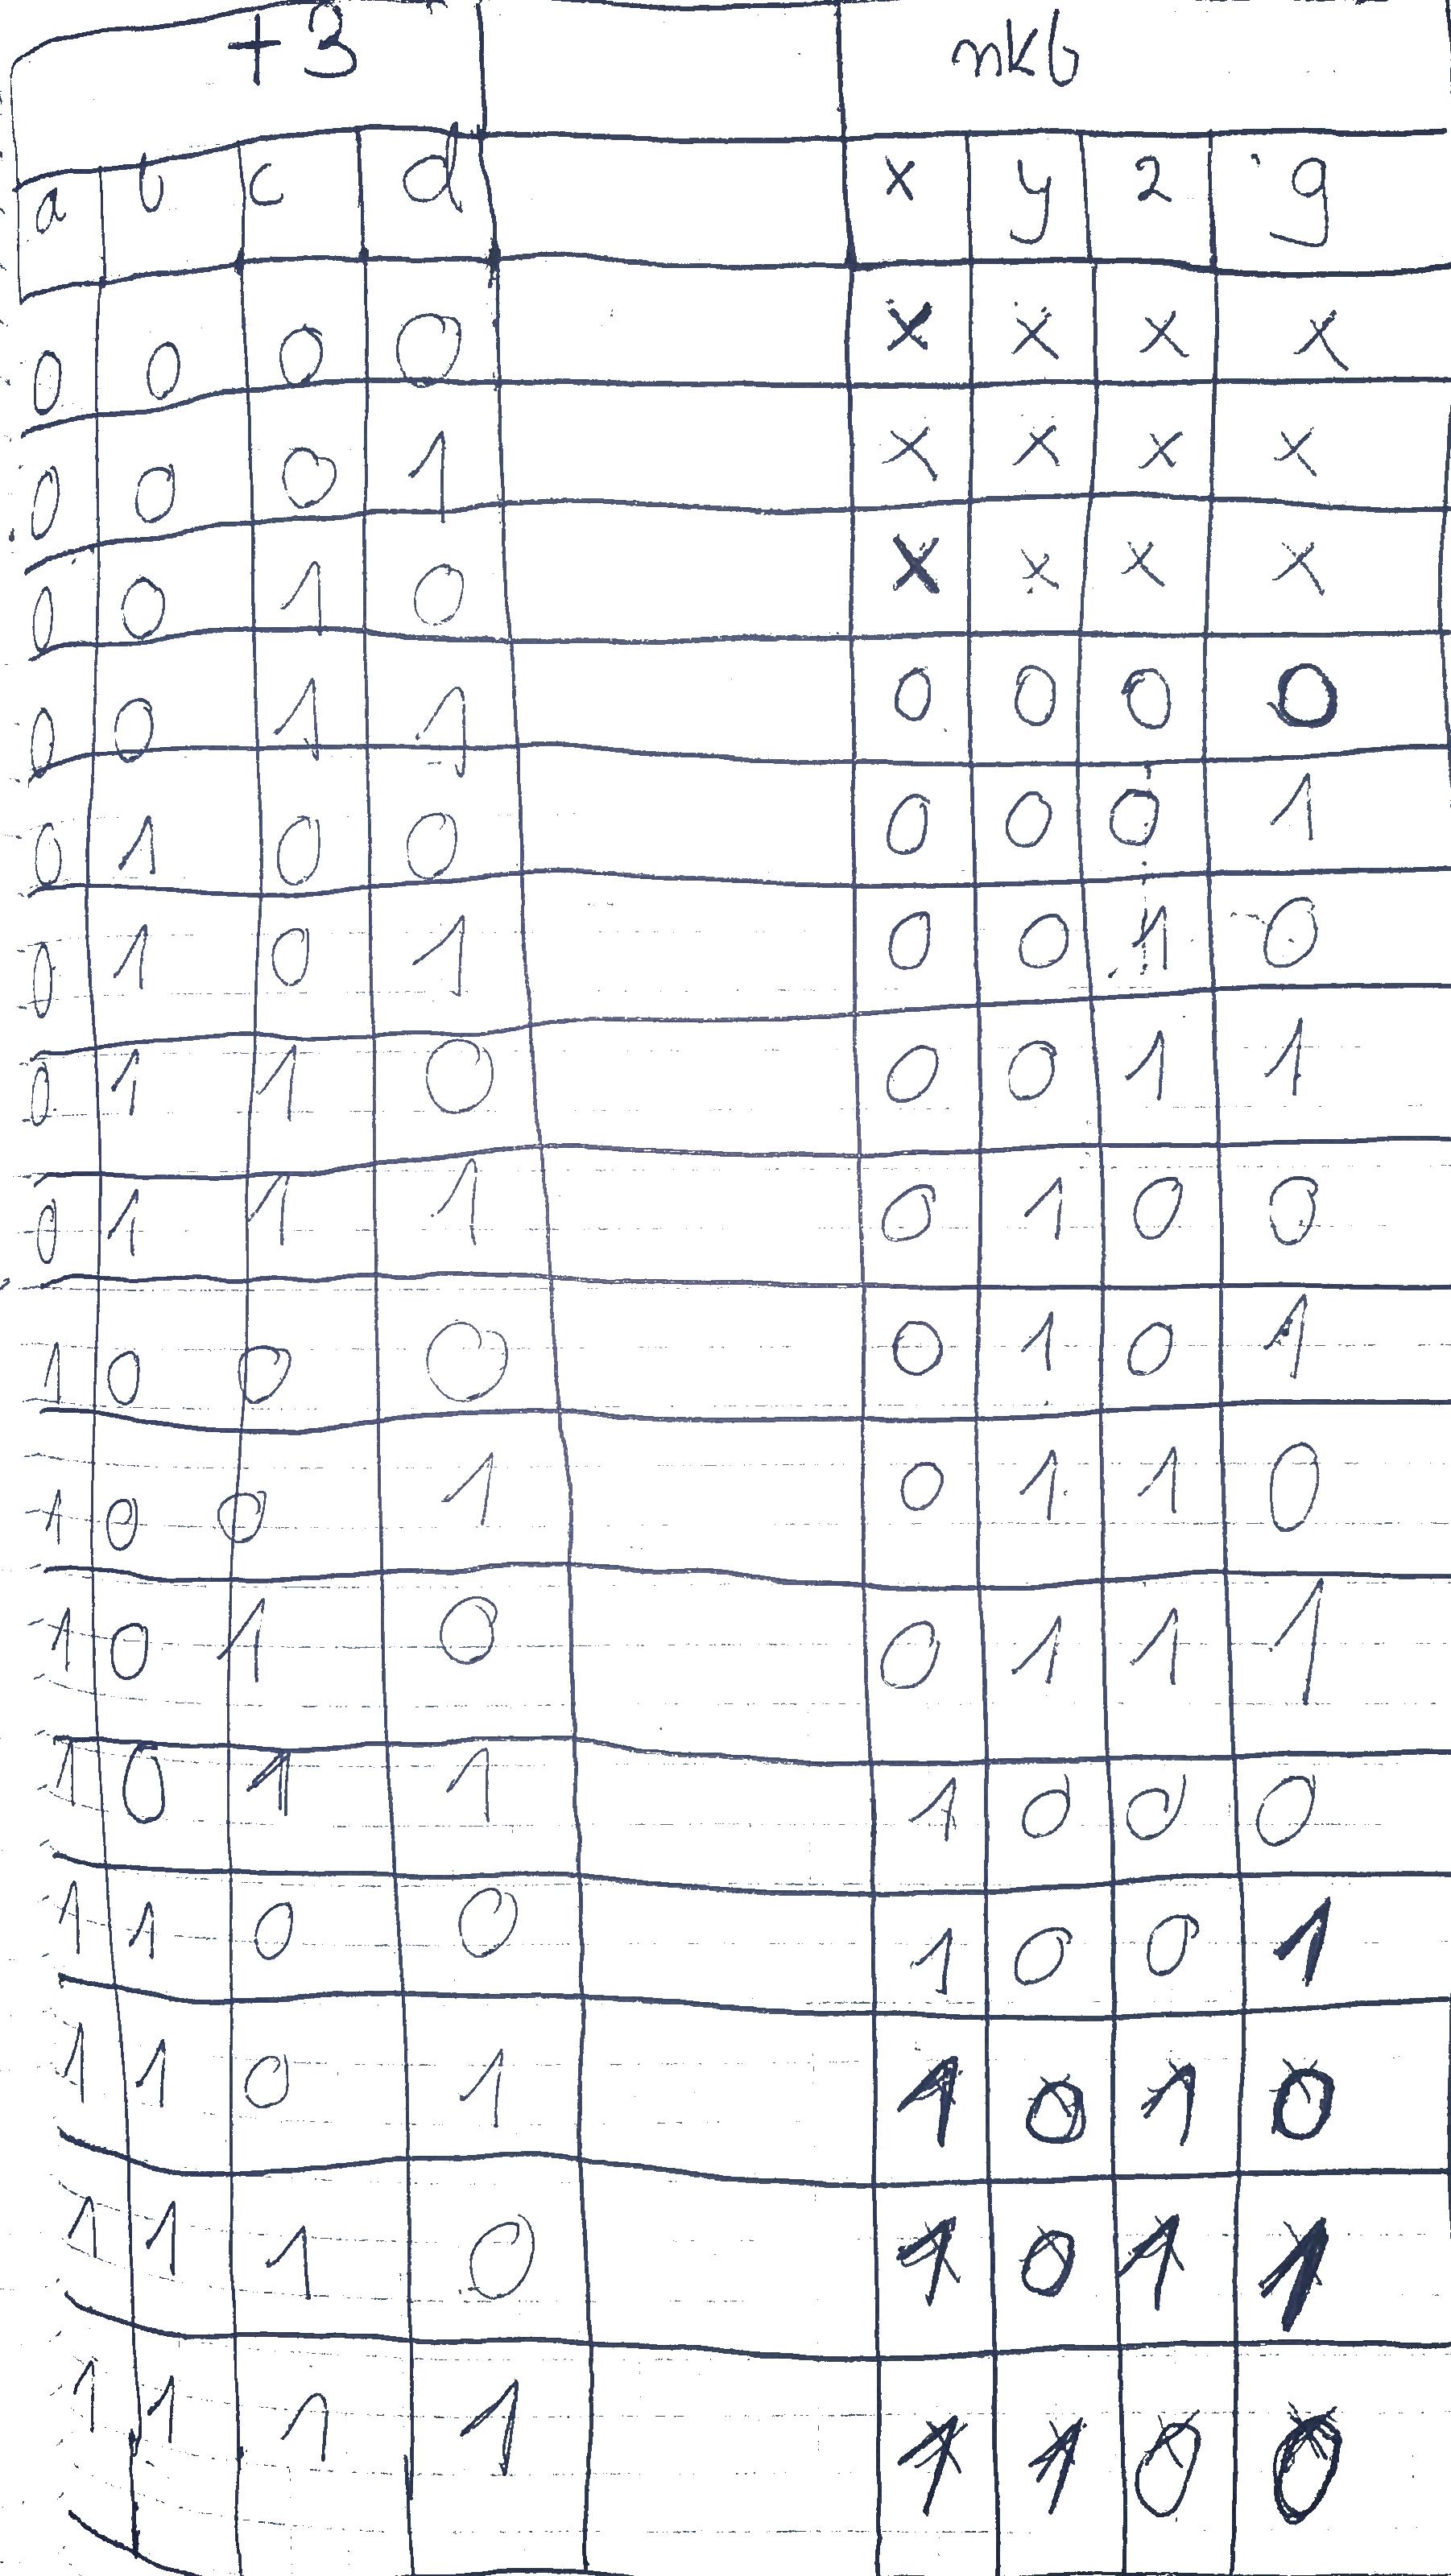 +3 nkb
a b c d x y z g
0 0 0 0 x x x x
0 0 0 1 x x x x
0 0 1 0 x x x x
0 0 1 1 0 0 0 0
0 1 0 0 0 0 0 1
0 1 0 1 0 0 1 0
0 1 1 0 0 0 1 1
0 1 1 1 0 1 0 0
1 0 0 0 0 1 0 1
1 0 0 1 0 1 1 0
1 0 1 0 0 1 1 1
1 0 1 1 1 0 0 0
1 1 0 0 1 0 0 1
1 1 0 1 1 0 1 0
1 1 1 0 1 0 1 1
1 1 1 1 1 1 0 0